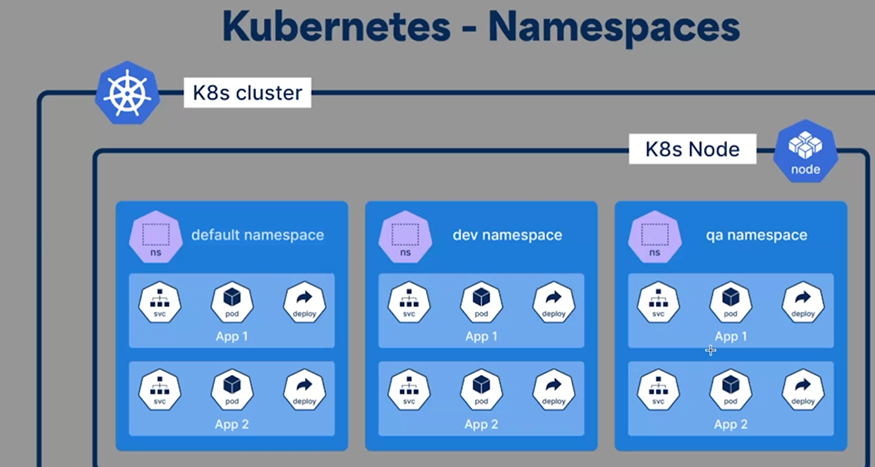 Kubernetes - Namespaces
K8s cluster
K8s Node
node
ns default namespace
svc pod deploy
App 1
svc pod deploy
App 2
ns dev namespace
svc pod deploy
App 1
svc pod deploy
App 2
ns qa namespace
svc pod deploy
App 1
svc pod deploy
App 2